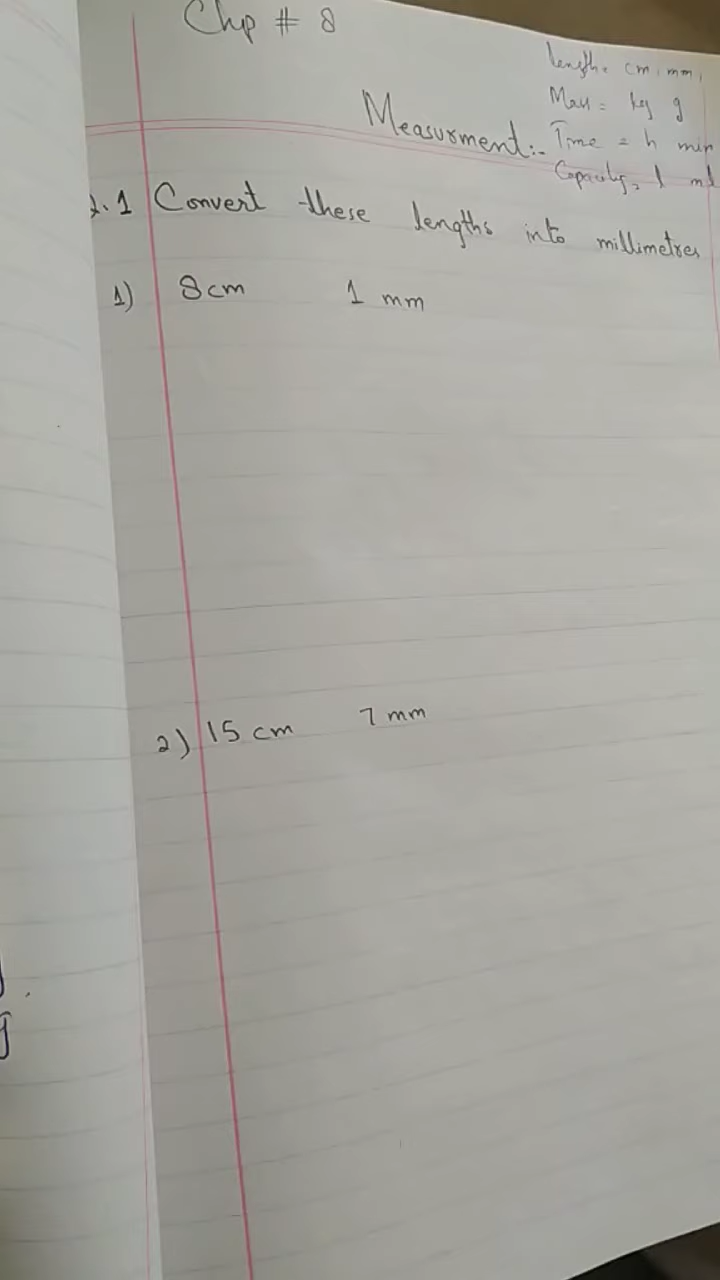 Chp # 8
length = cm, mm,
Mass = kg g
Measurment:-
Time = h min
Capacity = l ml
.1 Convert these lengths into millimetres
1) 8cm 1 mm
2) 15 cm 7 mm
g